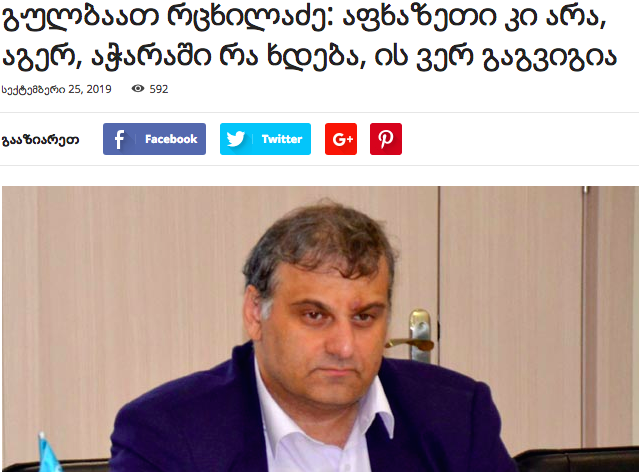 გულბაათ რცხილაძე: აფხაზეთი კი არა,
აგერ, აჭარაში რა ხდება, ის ვერ გაგვიგია
სექტემბერი 25, 2019 592
გააზიარეთ Facebook Twitter G+